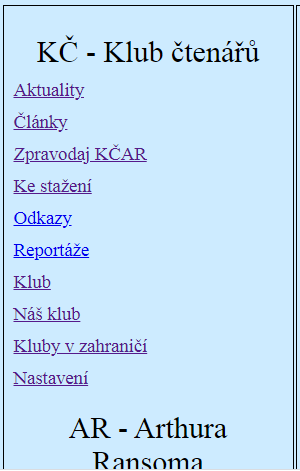 KČ - Klub čtenářů
Aktuality
Články
Zpravodaj KČAR
Ke stažení
Odkazy
Reportáže
Klub
Náš klub
Kluby v zahraničí
Nastavení
AR - Arthura
Ransoma